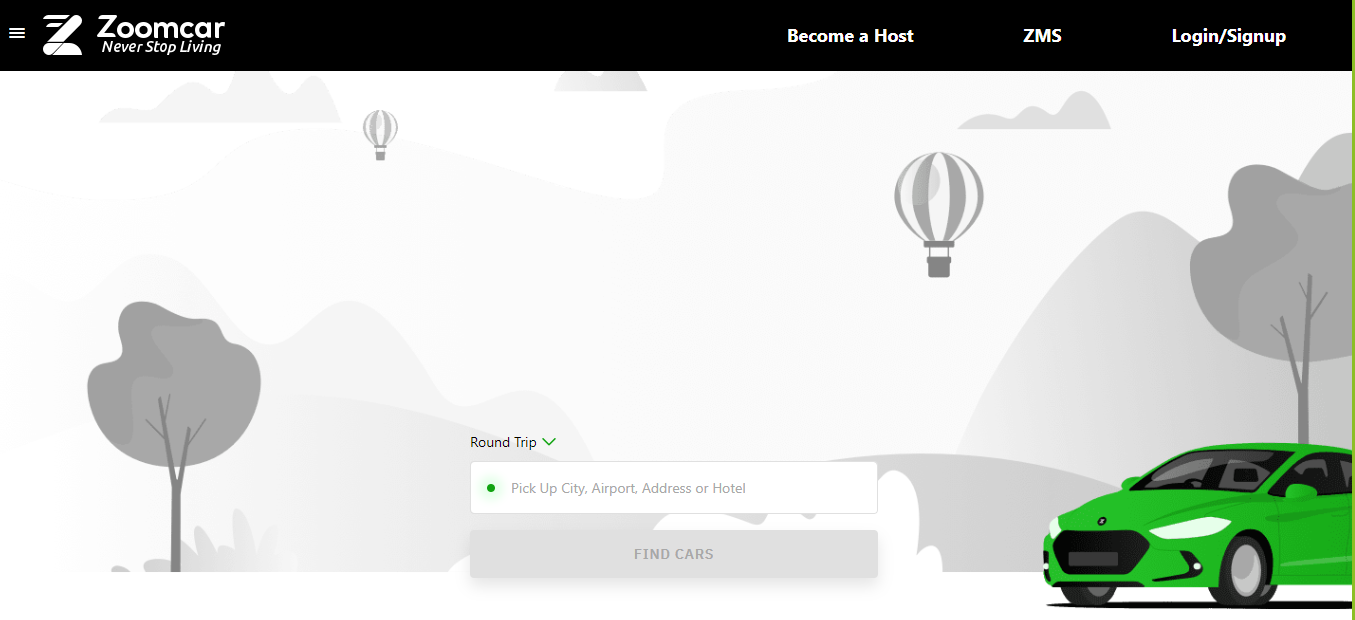 Zoomcar
Never Stop Living
Become a Host
ZMS
Login/Signup
Round Trip
Pick Up City, Airport, Address or Hotel
FIND CARS